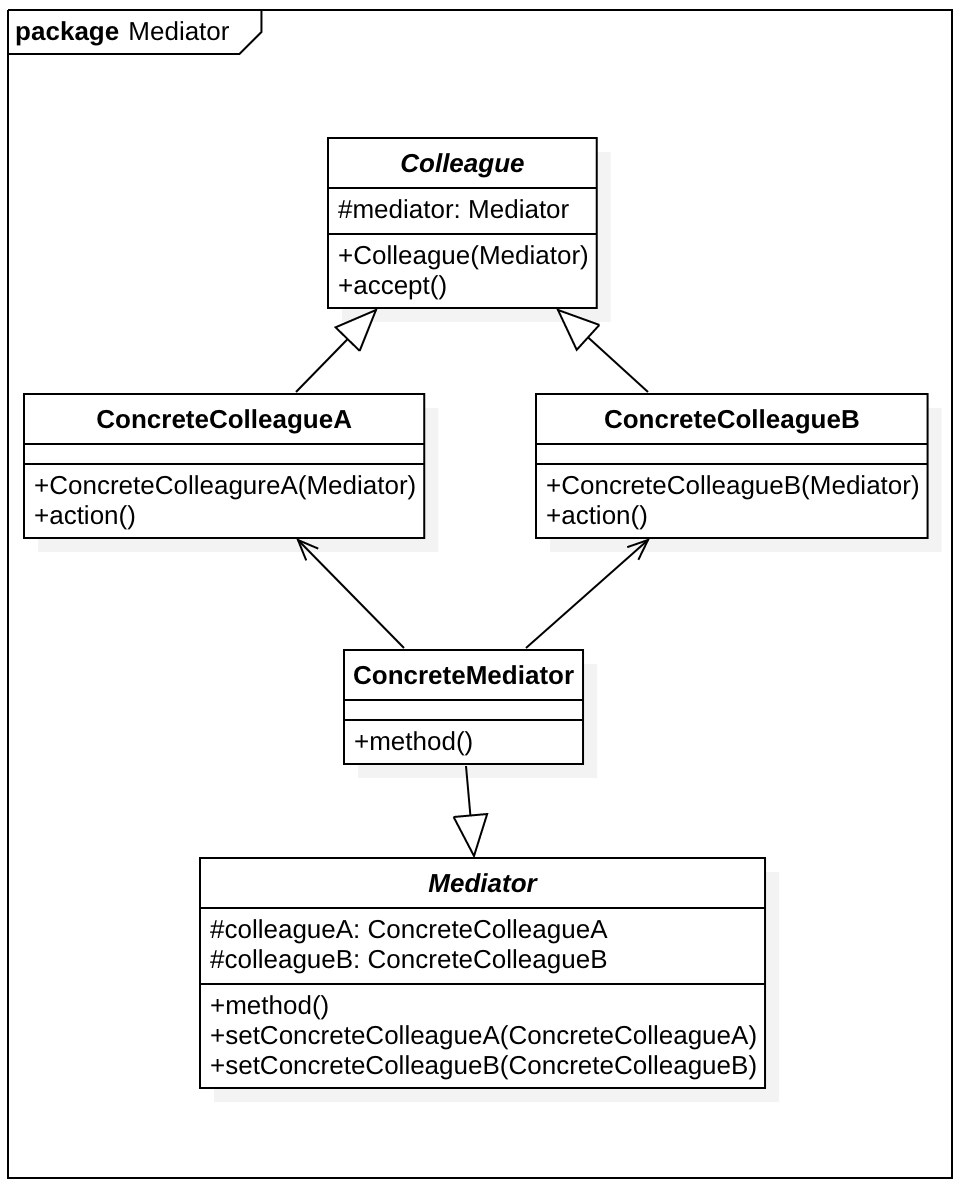 package Mediator
Colleague
#mediator: Mediator
+Colleague(Mediator)
+accept()
ConcreteColleagueA
+ConcreteColleagureA(Mediator)
+action()
ConcreteColleagueB
+ConcreteColleagueB(Mediator)
+action()
ConcreteMediator
+method()
Mediator
#colleagueA: ConcreteColleagueA
#colleagueB: ConcreteColleagueB
+method()
+setConcreteColleagueA(ConcreteColleagueA)
+setConcreteColleagueB(ConcreteColleagueB)